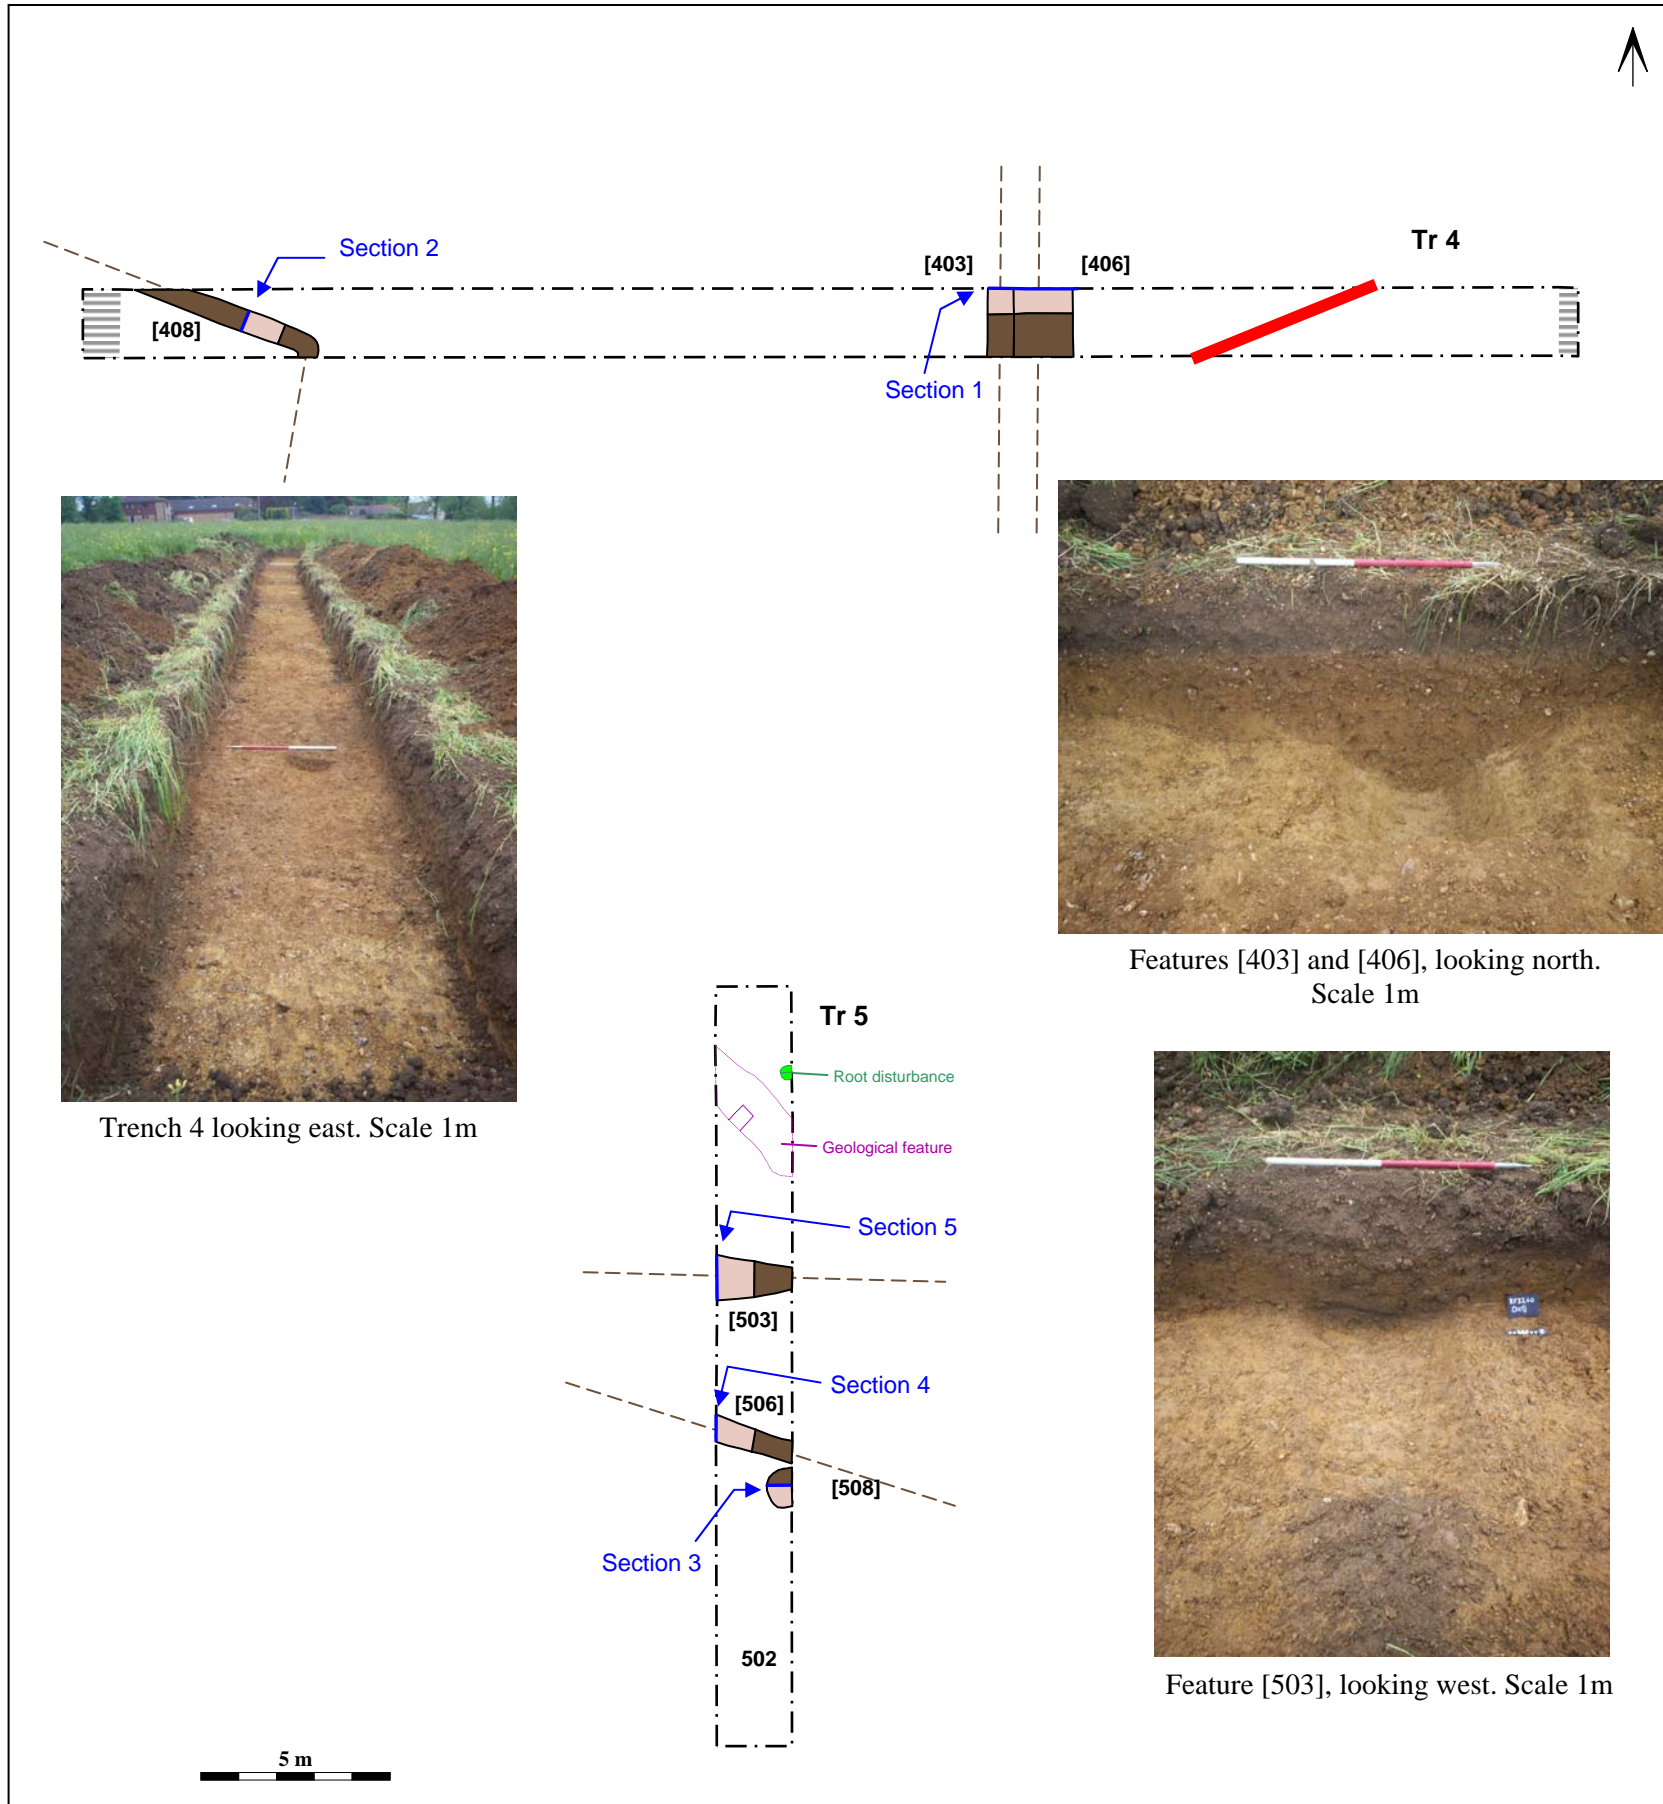 Tr 4
Section 2
[403]
[406]
[408]
Section 1
Trench 4 looking east. Scale 1m
Features [403] and [406], looking north.
Scale 1m
Tr 5
Root disturbance
Geological feature
Section 5
[503]
Section 4
[506]
[508]
Section 3
502
Feature [503], looking west. Scale 1m
5 m